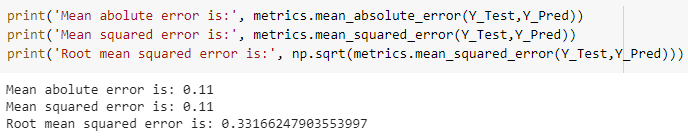 print('Mean abolute error is:', metrics.mean_absolute_error(Y_Test,Y_Pred))
print('Mean squared error is:', metrics.mean_squared_error(Y_Test,Y_Pred))
print('Root mean squared error is:', np.sqrt(metrics.mean_squared_error(Y_Test,Y_Pred)))
Mean abolute error is: 0.11
Mean squared error is: 0.11
Root mean squared error is: 0.33166247903553997